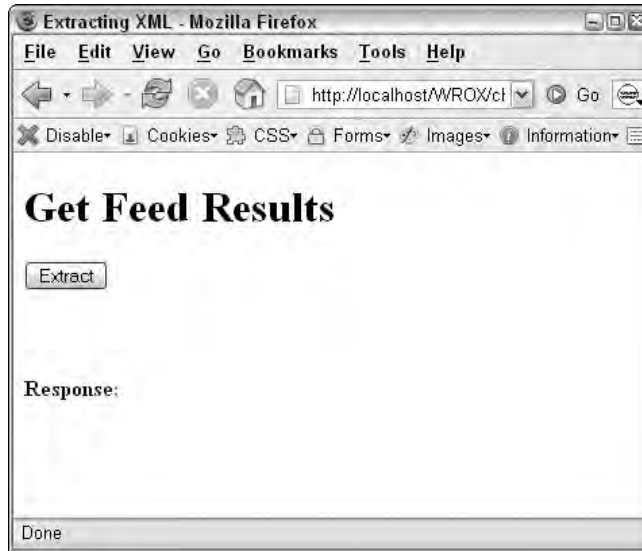 Extracting XML - Mozilla Firefox
File Edit View Go Bookmarks Tools Help
http://localhost/WROX/cl Go
Disable Cookies CSS Forms Images Information
Get Feed Results
Extract
Response:
Done